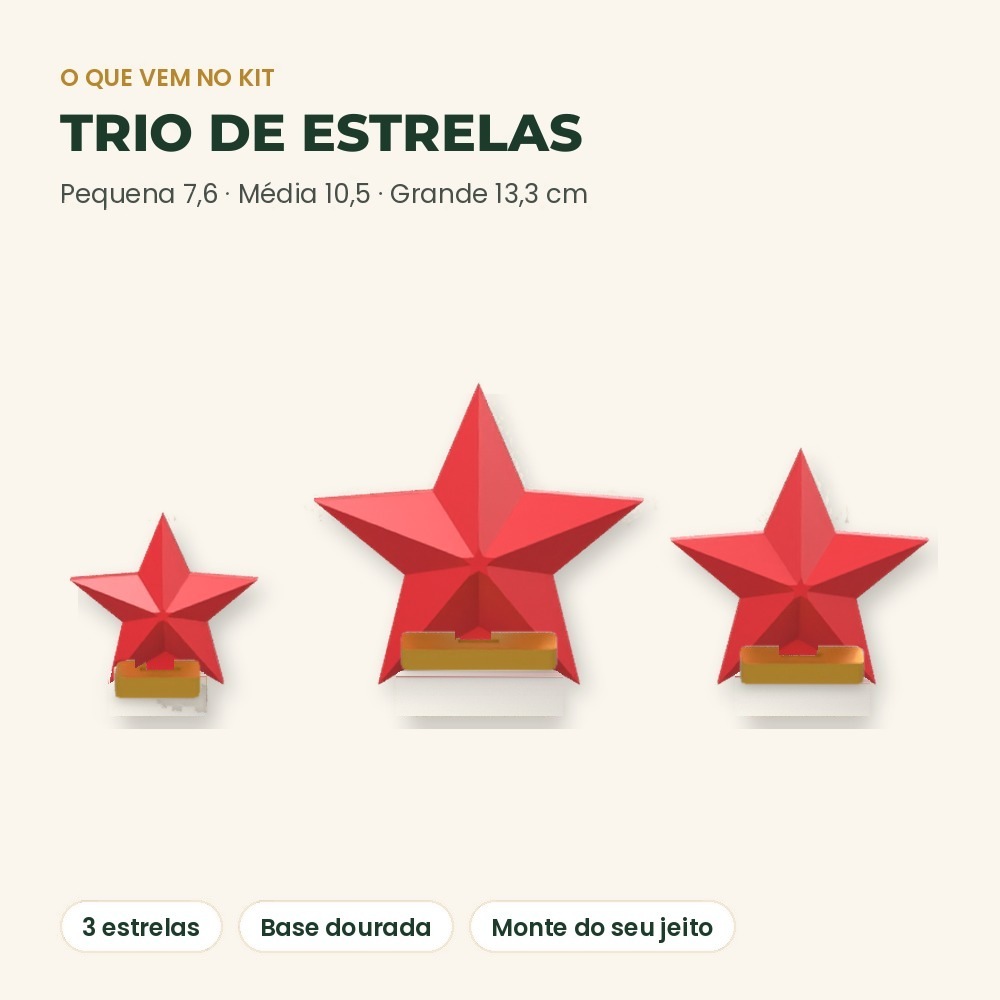 O QUE VEM NO KIT
TRIO DE ESTRELAS
Pequena 7,6 · Média 10,5 · Grande 13,3 cm
3 estrelas
Base dourada
Monte do seu jeito